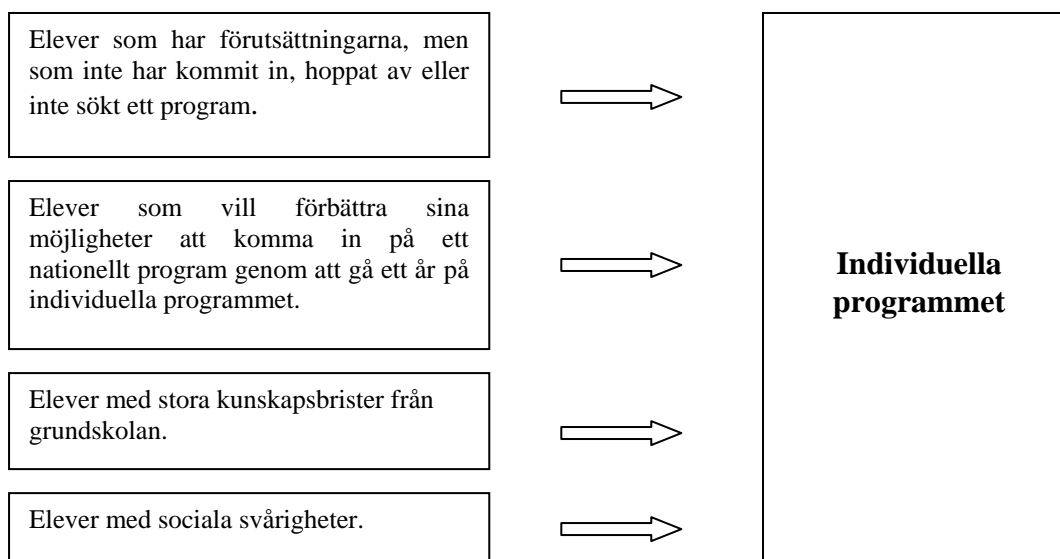 Elever som har förutsättningarna, men
som inte har kommit in, hoppat av eller
inte sökt ett program.
Elever som vill förbättra sina
möjligheter att komma in på ett
nationellt program genom att gå ett år på
individuella programmet.
Elever med stora kunskapsbrister från
grundskolan.
Elever med sociala svårigheter.
Individuella
programmet